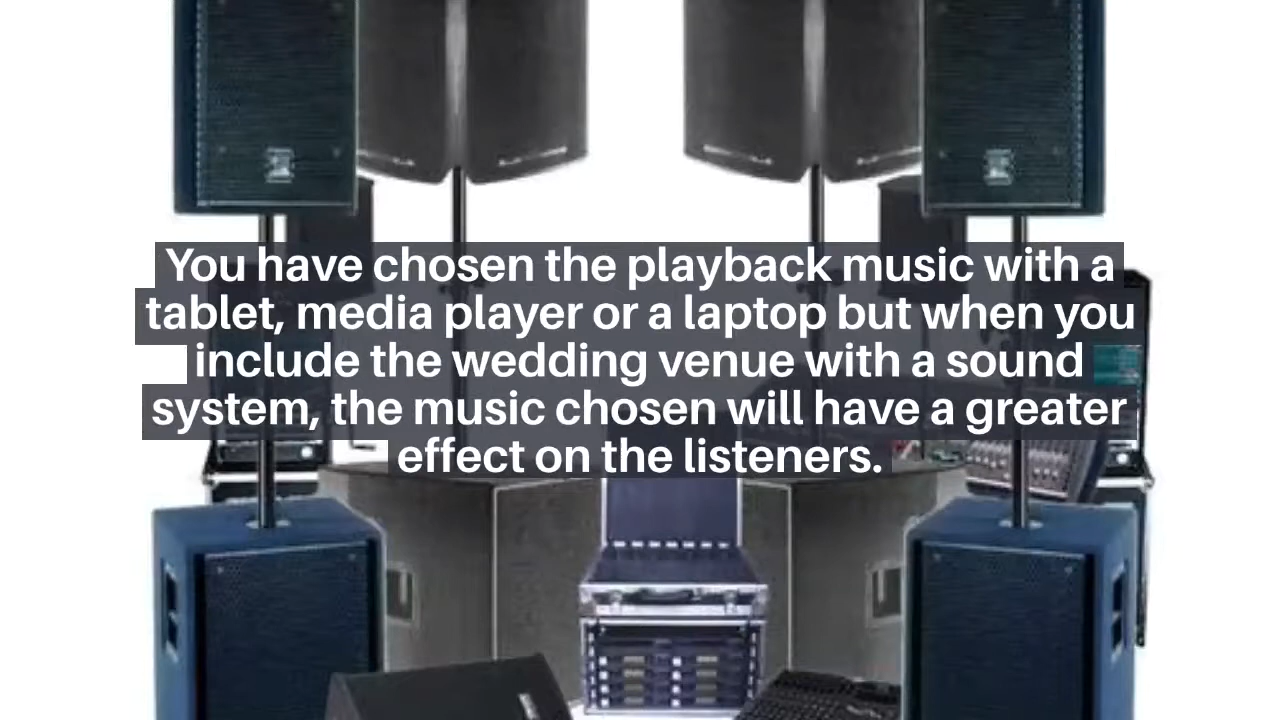 You have chosen the playback music with a
tablet, media player or a laptop but when you
include the wedding venue with a sound
system, the music chosen will have a greater
effect on the listeners.